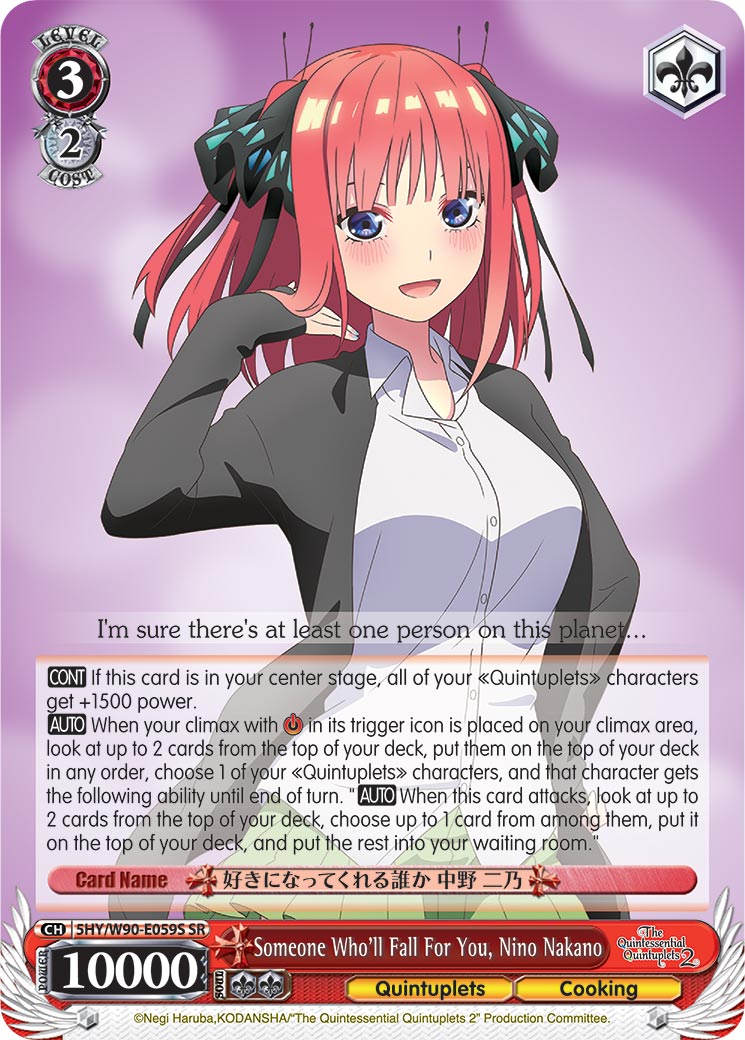 LEVEL
3
2
COST
I'm sure there's at least one person on this planet...
CONT If this card is in your center stage, all of your «Quintuplets» characters
get +1500 power.
AUTO When your climax with in its trigger icon is placed on your climax area,
look at up to 2 cards from the top of your deck, put them on the top of your deck
in any order, choose 1 of your «Quintuplets» characters, and that character gets
the following ability until end of turn. "AUTO When this card attacks, look at up to
2 cards from the top of your deck, choose up to 1 card from among them, put it
on the top of your deck, and put the rest into your waiting room."
Card Name 好きになってくれる誰か 中野 二乃
CH 5HY/W90-E059S SR
Someone Who'll Fall For You, Nino Nakano
The Quintessential Quintuplets 2
POWER 10000
SOUL
Quintuplets Cooking
©Negi Haruba,KODANSHA/"The Quintessential Quintuplets 2" Production Committee.